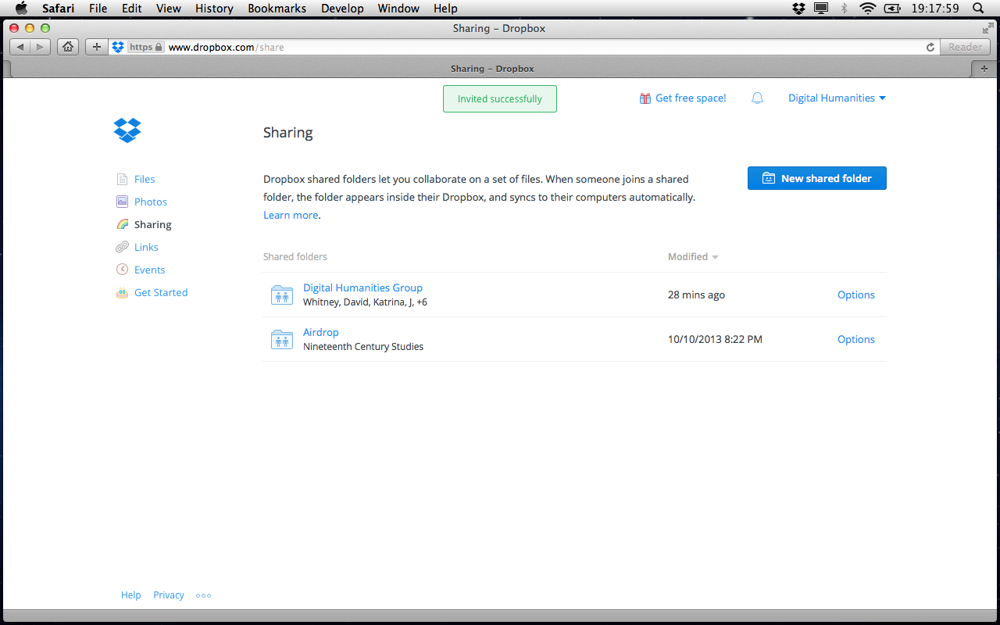 Safari File Edit View History Bookmarks Develop Window Help 19:17:59
Sharing – Dropbox
https www.dropbox.com/share Reader
Sharing – Dropbox
Invited successfully
Get free space!
Digital Humanities
Sharing
Files
Photos
Sharing
Links
Events
Get Started
Dropbox shared folders let you collaborate on a set of files. When someone joins a shared
folder, the folder appears inside their Dropbox, and syncs to their computers automatically.
Learn more.
New shared folder
Shared folders Modified
Digital Humanities Group
Whitney, David, Katrina, J, +6
28 mins ago
Options
Airdrop
Nineteenth Century Studies
10/10/2013 8:22 PM
Options
Help Privacy